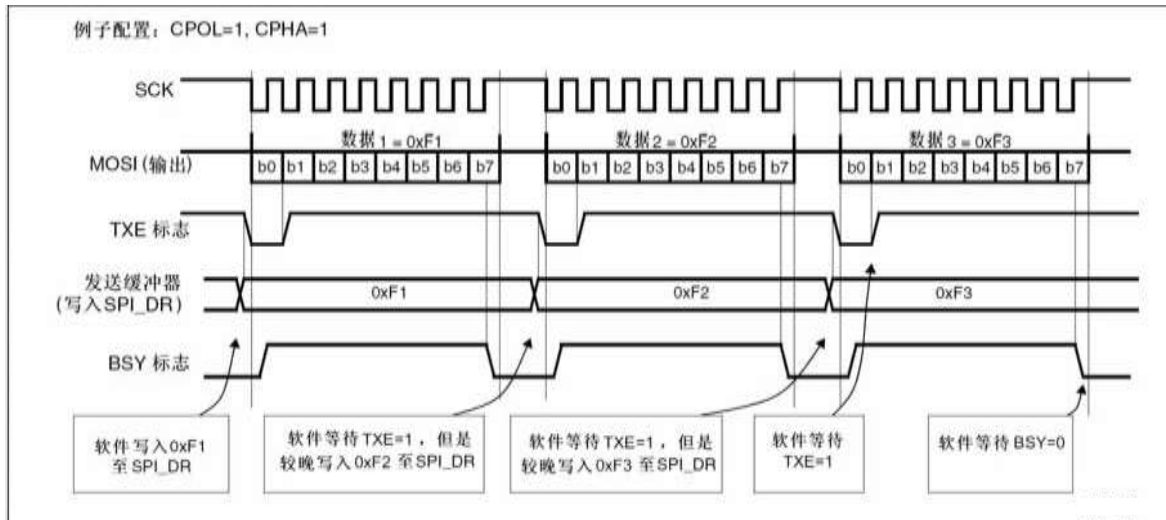 例子配置：CPOL=1, CPHA=1
SCK
数据1 = 0xF1
数据2 = 0xF2
数据3 = 0xF3
MOSI (输出)
b0 b1 b2 b3 b4 b5 b6 b7
b0 b1 b2 b3 b4 b5 b6 b7
b0 b1 b2 b3 b4 b5 b6 b7
TXE 标志
发送缓冲器
(写入SPI_DR)
0xF1
0xF2
0xF3
BSY 标志
软件写入0xF1
至SPI_DR
软件等待TXE=1，但是
较晚写入0xF2 至SPI_DR
软件等待TXE=1，但是
较晚写入0xF3 至SPI_DR
软件等待
TXE=1
软件等待BSY=0